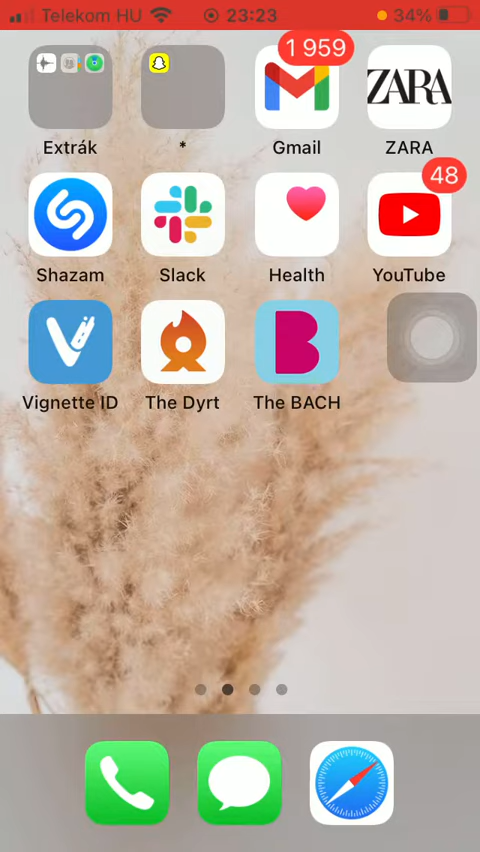 Telekom HU 23:23 34%
1 959
ZARA
Extrák * Gmail ZARA
48
Shazam Slack Health YouTube
Vignette ID The Dyrt The BACH